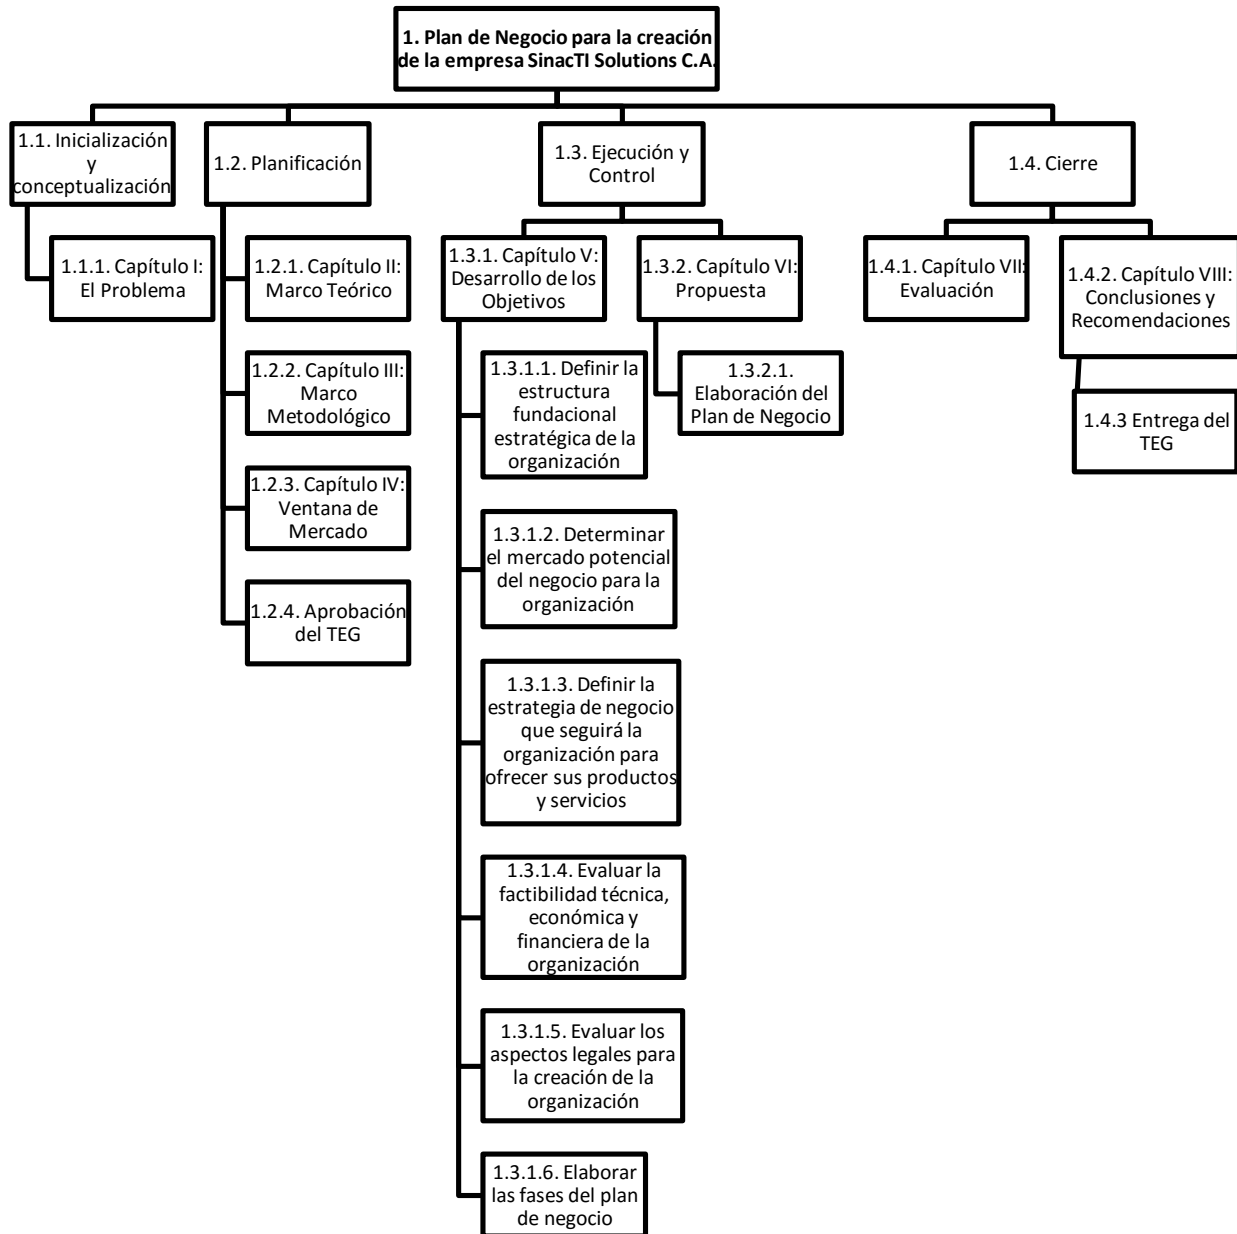 1. Plan de Negocio para la creación
de la empresa SinacTI Solutions C.A.
1.1. Inicialización
y
conceptualización
1.2. Planificación
1.3. Ejecución y
Control
1.4. Cierre
1.1.1. Capítulo I:
El Problema
1.2.1. Capítulo II:
Marco Teórico
1.2.2. Capítulo III:
Marco
Metodológico
1.2.3. Capítulo IV:
Ventana de
Mercado
1.2.4. Aprobación
del TEG
1.3.1. Capítulo V:
Desarrollo de los
Objetivos
1.3.1.1. Definir la
estructura
fundacional
estratégica de la
organización
1.3.1.2. Determinar
el mercado potencial
del negocio para la
organización
1.3.1.3. Definir la
estrategia de negocio
que seguirá la
organización para
ofrecer sus productos
y servicios
1.3.1.4. Evaluar la
factibilidad técnica,
económica y
financiera de la
organización
1.3.1.5. Evaluar los
aspectos legales para
la creación de la
organización
1.3.1.6. Elaborar
las fases del plan
de negocio
1.3.2. Capítulo VI:
Propuesta
1.3.2.1.
Elaboración del
Plan de Negocio
1.4.1. Capítulo VII:
Evaluación
1.4.2. Capítulo VIII:
Conclusiones y
Recomendaciones
1.4.3 Entrega del
TEG